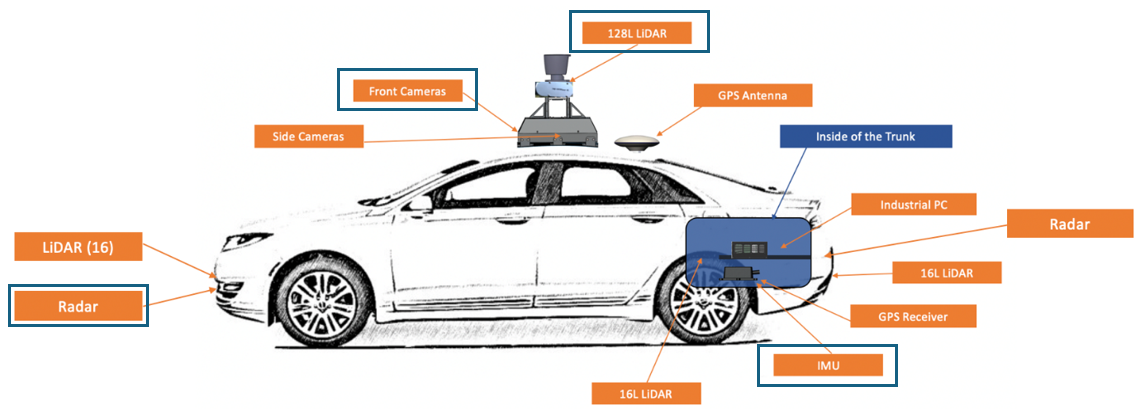 128L LiDAR
Front Cameras
GPS Antenna
Side Cameras
Inside of the Trunk
Industrial PC
Radar
LiDAR (16)
16L LiDAR
Radar
GPS Receiver
IMU
16L LiDAR